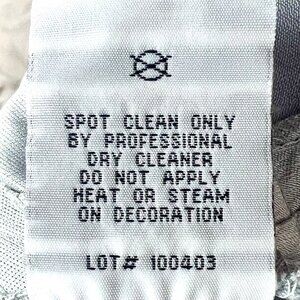 SPOT CLEAN ONLY
BY PROFESSIONAL
DRY CLEANER
DO NOT APPLY
HEAT OR STEAM
ON DECORATION
LOT# 100403